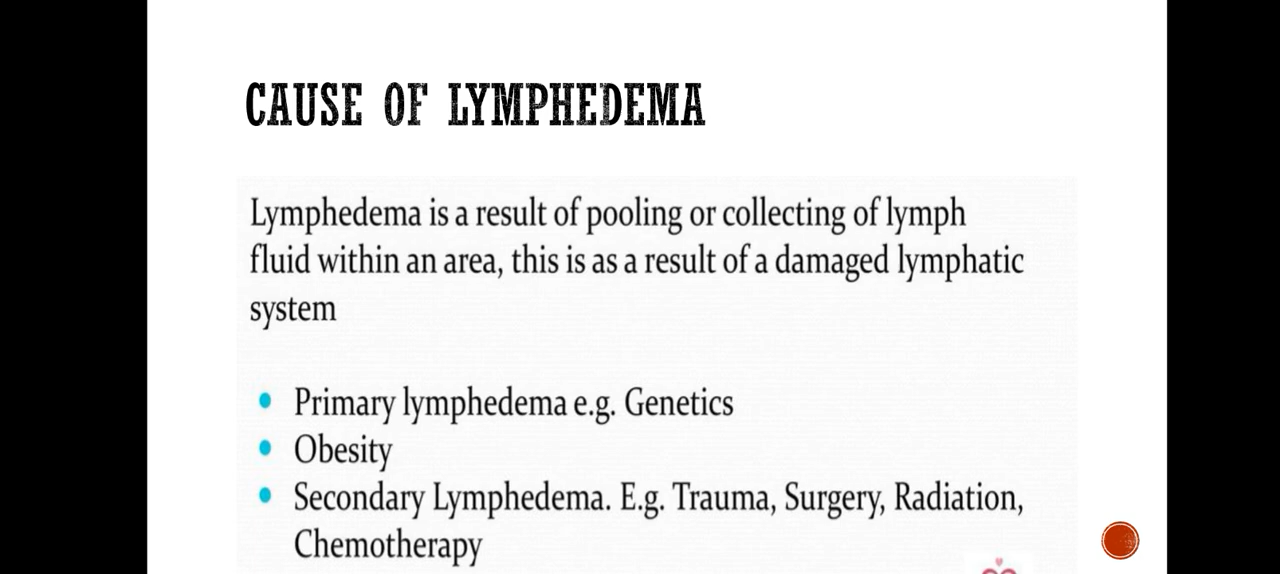 CAUSE OF LYMPHEDEMA
Lymphedema is a result of pooling or collecting of lymph
fluid within an area, this is as a result of a damaged lymphatic
system
• Primary lymphedema e.g. Genetics
• Obesity
• Secondary Lymphedema. E.g. Trauma, Surgery, Radiation,
Chemotherapy